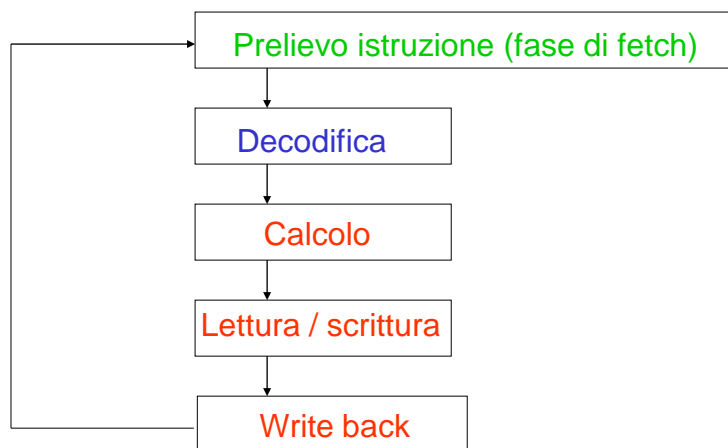 Prelievo istruzione (fase di fetch)
Decodifica
Calcolo
Lettura / scrittura
Write back